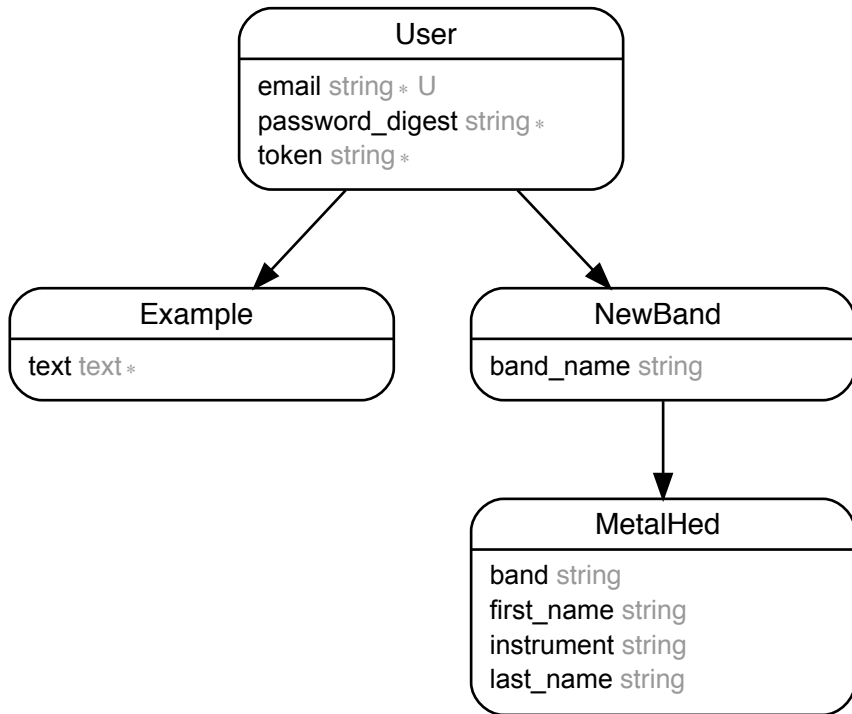 User
email string∗ U
password_digest string∗
token string∗
Example
text text∗
NewBand
band_name string
MetalHed
band string
first_name string
instrument string
last_name string